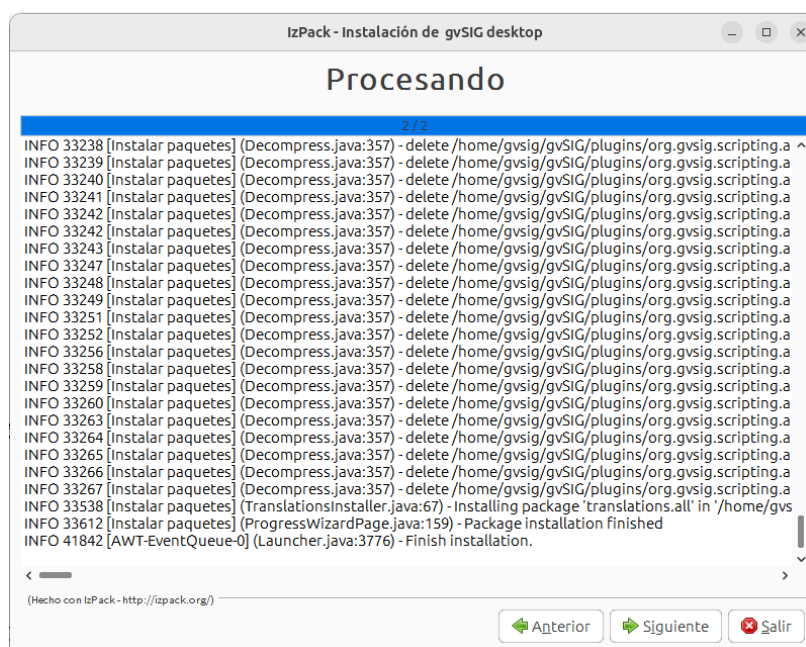 IzPack - Instalación de gvSIG desktop
Procesando
2 / 2
INFO 33238 [Instalar paquetes] (Decompress.java:357) - delete /home/gvsig/gvSIG/plugins/org.gvsig.scripting.a
INFO 33239 [Instalar paquetes] (Decompress.java:357) - delete /home/gvsig/gvSIG/plugins/org.gvsig.scripting.a
INFO 33240 [Instalar paquetes] (Decompress.java:357) - delete /home/gvsig/gvSIG/plugins/org.gvsig.scripting.a
INFO 33241 [Instalar paquetes] (Decompress.java:357) - delete /home/gvsig/gvSIG/plugins/org.gvsig.scripting.a
INFO 33242 [Instalar paquetes] (Decompress.java:357) - delete /home/gvsig/gvSIG/plugins/org.gvsig.scripting.a
INFO 33242 [Instalar paquetes] (Decompress.java:357) - delete /home/gvsig/gvSIG/plugins/org.gvsig.scripting.a
INFO 33243 [Instalar paquetes] (Decompress.java:357) - delete /home/gvsig/gvSIG/plugins/org.gvsig.scripting.a
INFO 33247 [Instalar paquetes] (Decompress.java:357) - delete /home/gvsig/gvSIG/plugins/org.gvsig.scripting.a
INFO 33248 [Instalar paquetes] (Decompress.java:357) - delete /home/gvsig/gvSIG/plugins/org.gvsig.scripting.a
INFO 33249 [Instalar paquetes] (Decompress.java:357) - delete /home/gvsig/gvSIG/plugins/org.gvsig.scripting.a
INFO 33251 [Instalar paquetes] (Decompress.java:357) - delete /home/gvsig/gvSIG/plugins/org.gvsig.scripting.a
INFO 33252 [Instalar paquetes] (Decompress.java:357) - delete /home/gvsig/gvSIG/plugins/org.gvsig.scripting.a
INFO 33256 [Instalar paquetes] (Decompress.java:357) - delete /home/gvsig/gvSIG/plugins/org.gvsig.scripting.a
INFO 33258 [Instalar paquetes] (Decompress.java:357) - delete /home/gvsig/gvSIG/plugins/org.gvsig.scripting.a
INFO 33259 [Instalar paquetes] (Decompress.java:357) - delete /home/gvsig/gvSIG/plugins/org.gvsig.scripting.a
INFO 33260 [Instalar paquetes] (Decompress.java:357) - delete /home/gvsig/gvSIG/plugins/org.gvsig.scripting.a
INFO 33263 [Instalar paquetes] (Decompress.java:357) - delete /home/gvsig/gvSIG/plugins/org.gvsig.scripting.a
INFO 33264 [Instalar paquetes] (Decompress.java:357) - delete /home/gvsig/gvSIG/plugins/org.gvsig.scripting.a
INFO 33265 [Instalar paquetes] (Decompress.java:357) - delete /home/gvsig/gvSIG/plugins/org.gvsig.scripting.a
INFO 33266 [Instalar paquetes] (Decompress.java:357) - delete /home/gvsig/gvSIG/plugins/org.gvsig.scripting.a
INFO 33267 [Instalar paquetes] (Decompress.java:357) - delete /home/gvsig/gvSIG/plugins/org.gvsig.scripting.a
INFO 33538 [Instalar paquetes] (TranslationsInstaller.java:67) - Installing package 'translations.all' in '/home/gvs
INFO 33612 [Instalar paquetes] (ProgressWizardPage.java:159) - Package installation finished
INFO 41842 [AWT-EventQueue-0] (Launcher.java:3776) - Finish installation.
(Hecho con IzPack - http://izpack.org/)
Anterior Siguiente Salir